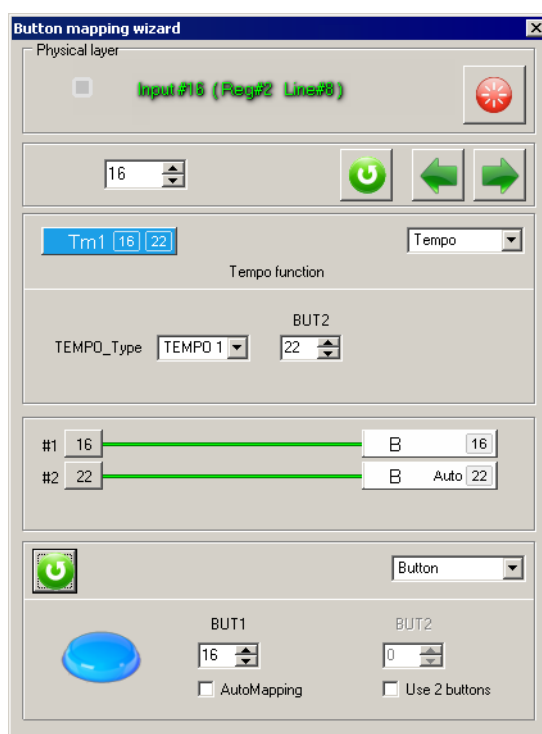 Button mapping wizard
Physical layer
Input #16 (Reg#2 Line#8)
16
Tm1 16 22
Tempo
Tempo function
BUT2
TEMPO_Type TEMPO 1 22
#1 16 B 16
#2 22 B Auto 22
Button
BUT1 BUT2
16 0
AutoMapping Use 2 buttons